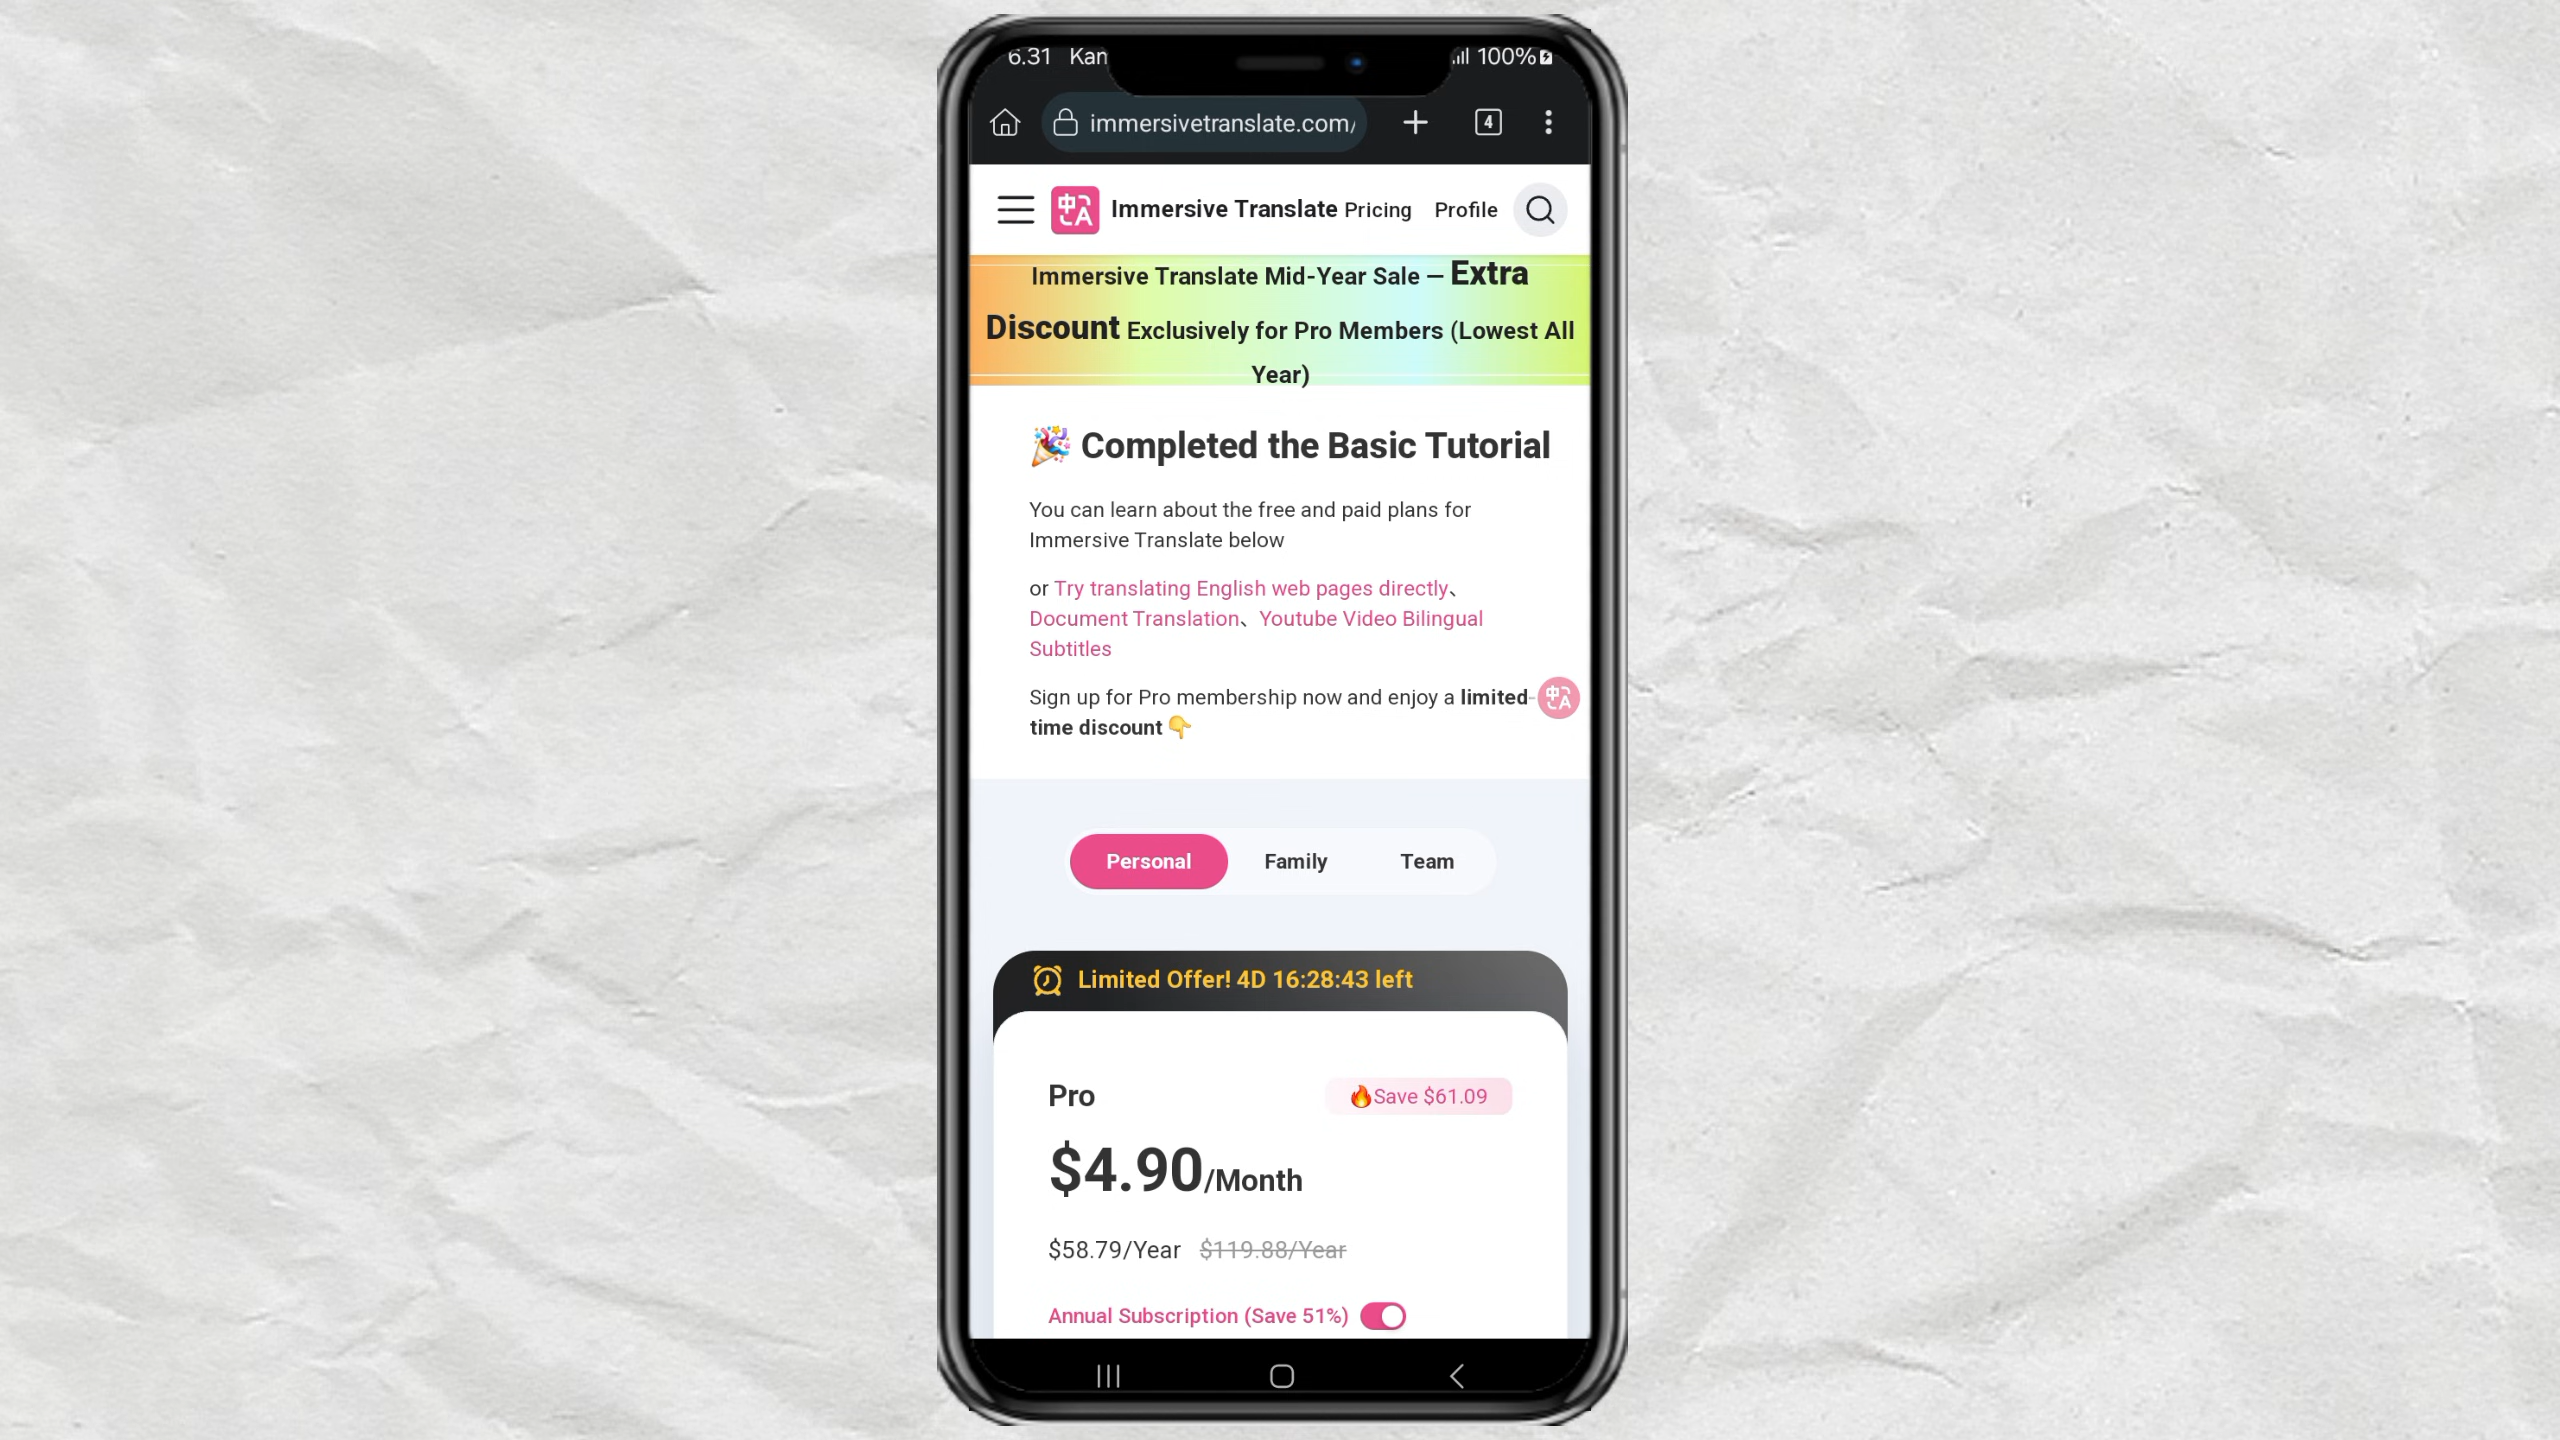 6.31 Kan 100%
immersivetranslate.com/ 4
Immersive Translate Pricing Profile
Immersive Translate Mid-Year Sale — Extra
Discount Exclusively for Pro Members (Lowest All
Year)
🎉 Completed the Basic Tutorial
You can learn about the free and paid plans for
Immersive Translate below
or Try translating English web pages directly、
Document Translation、Youtube Video Bilingual
Subtitles
Sign up for Pro membership now and enjoy a limited-
time discount 👇
Personal Family Team
Limited Offer! 4D 16:28:43 left
Pro 🔥Save $61.09
$4.90/Month
$58.79/Year $119.88/Year
Annual Subscription (Save 51%)